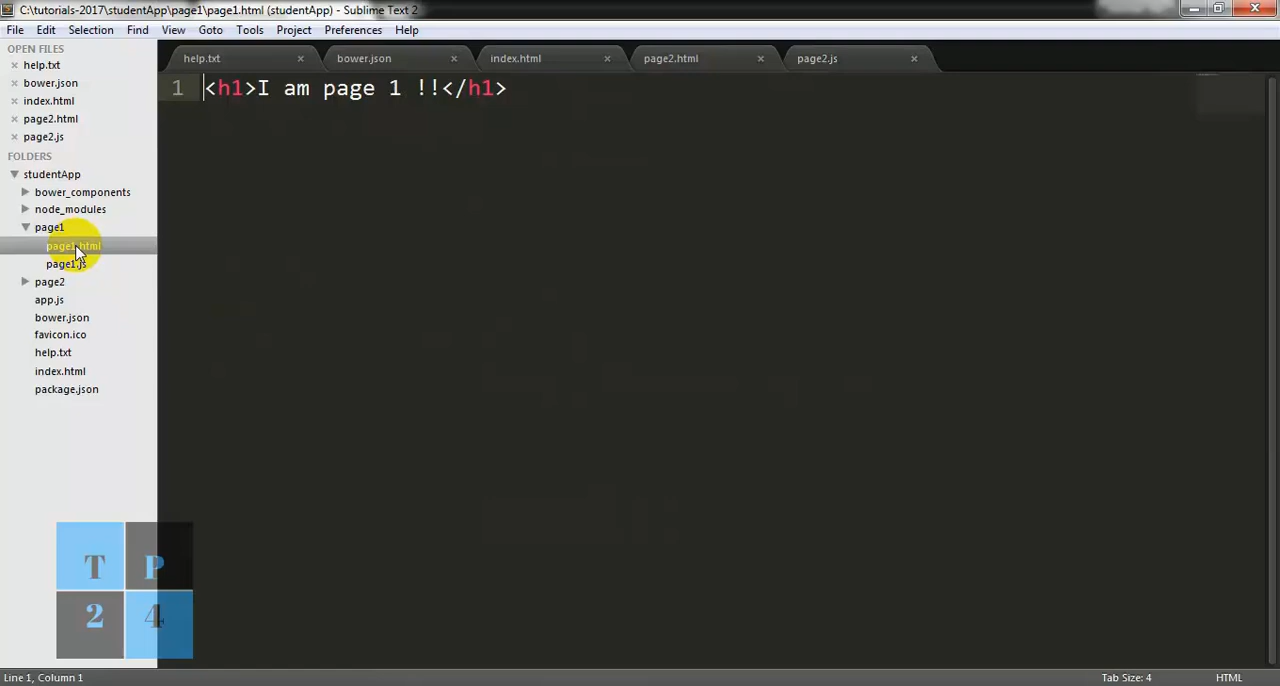 C:\tutorials-2017\studentApp\page1\page1.html (studentApp) - Sublime Text 2
File Edit Selection Find View Goto Tools Project Preferences Help
OPEN FILES
help.txt
bower.json
index.html
page2.html
page2.js
FOLDERS
studentApp
bower_components
node_modules
page1
page1.html
page1.js
page2
app.js
bower.json
favicon.ico
help.txt
index.html
package.json
help.txt bower.json index.html page2.html page2.js
1 <h1>I am page 1 !!</h1>
T P
2 4
Line 1, Column 1 Tab Size: 4 HTML